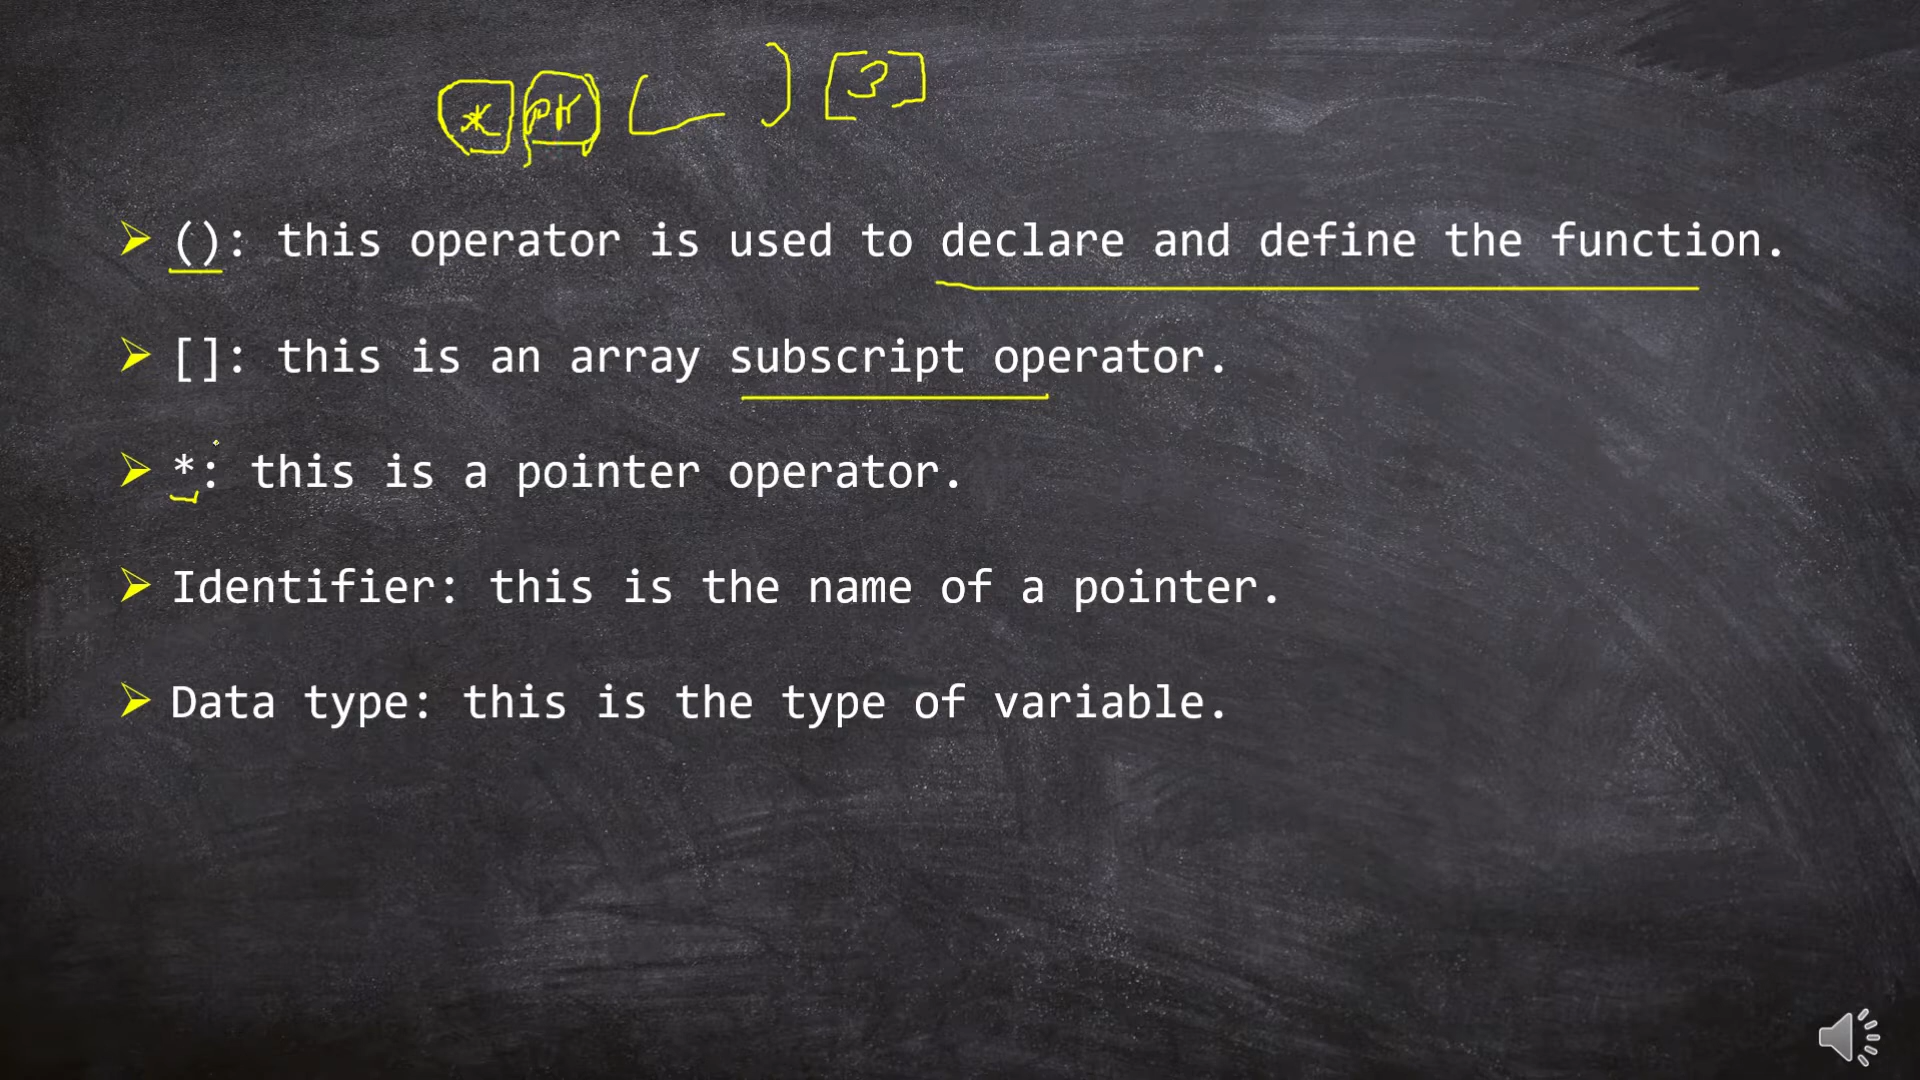 * ptr ( ) [3]
(): this operator is used to declare and define the function.
[]: this is an array subscript operator.
*: this is a pointer operator.
Identifier: this is the name of a pointer.
Data type: this is the type of variable.